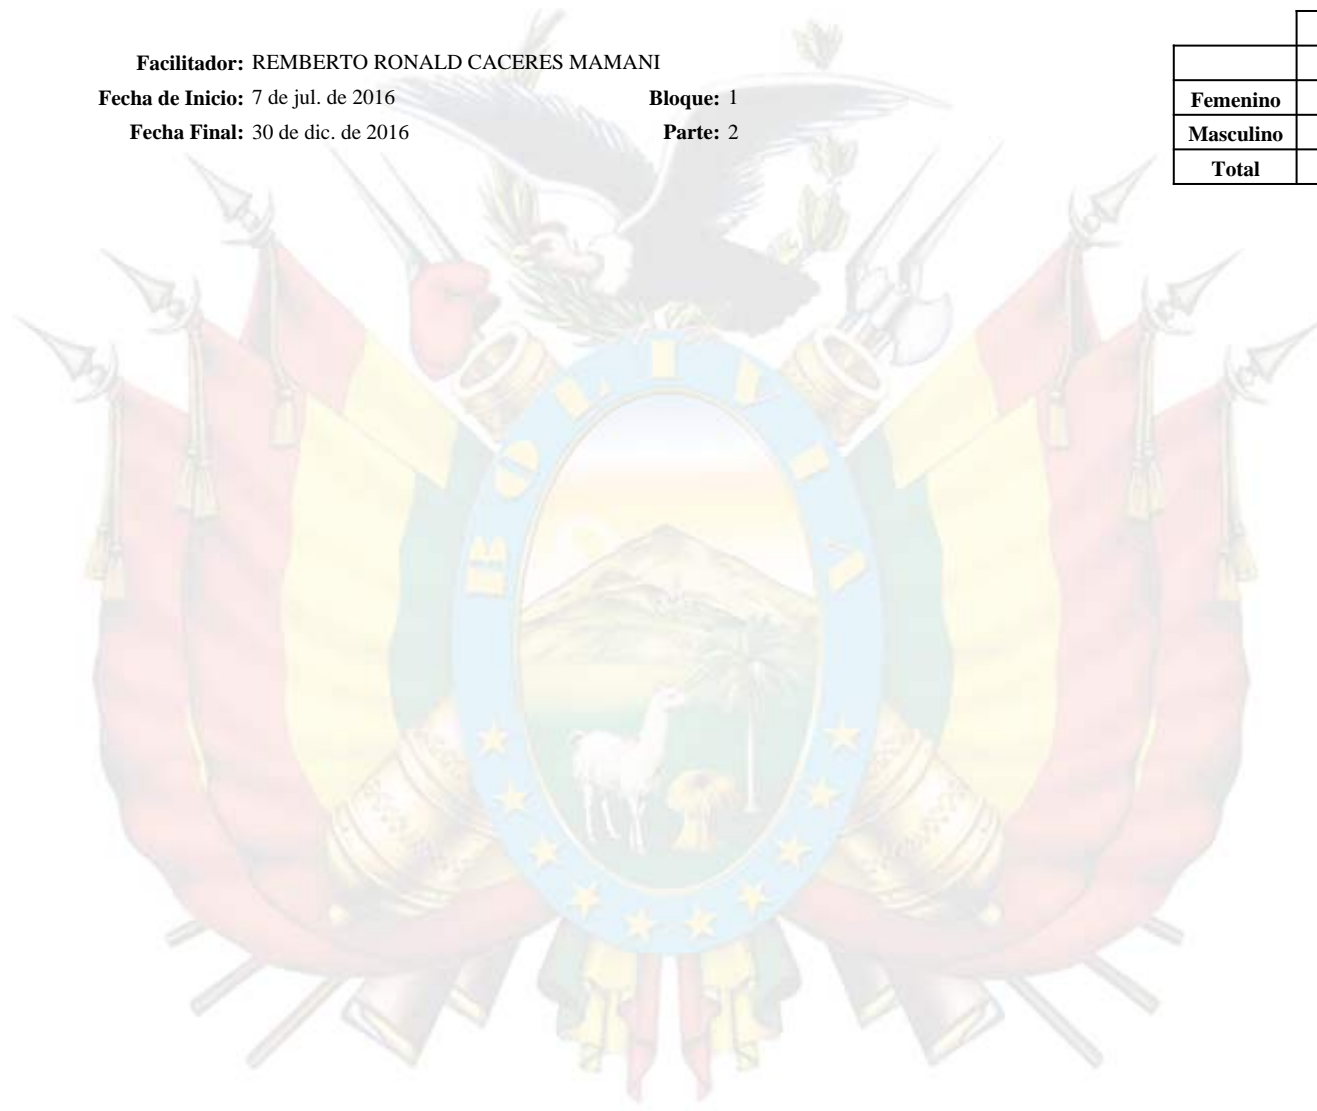 Facilitador: REMBERTO RONALD CACERES MAMANI
Fecha de Inicio: 7 de jul. de 2016 Bloque: 1
Fecha Final: 30 de dic. de 2016 Parte: 2
Femenino
Masculino
Total
BOLIVIA